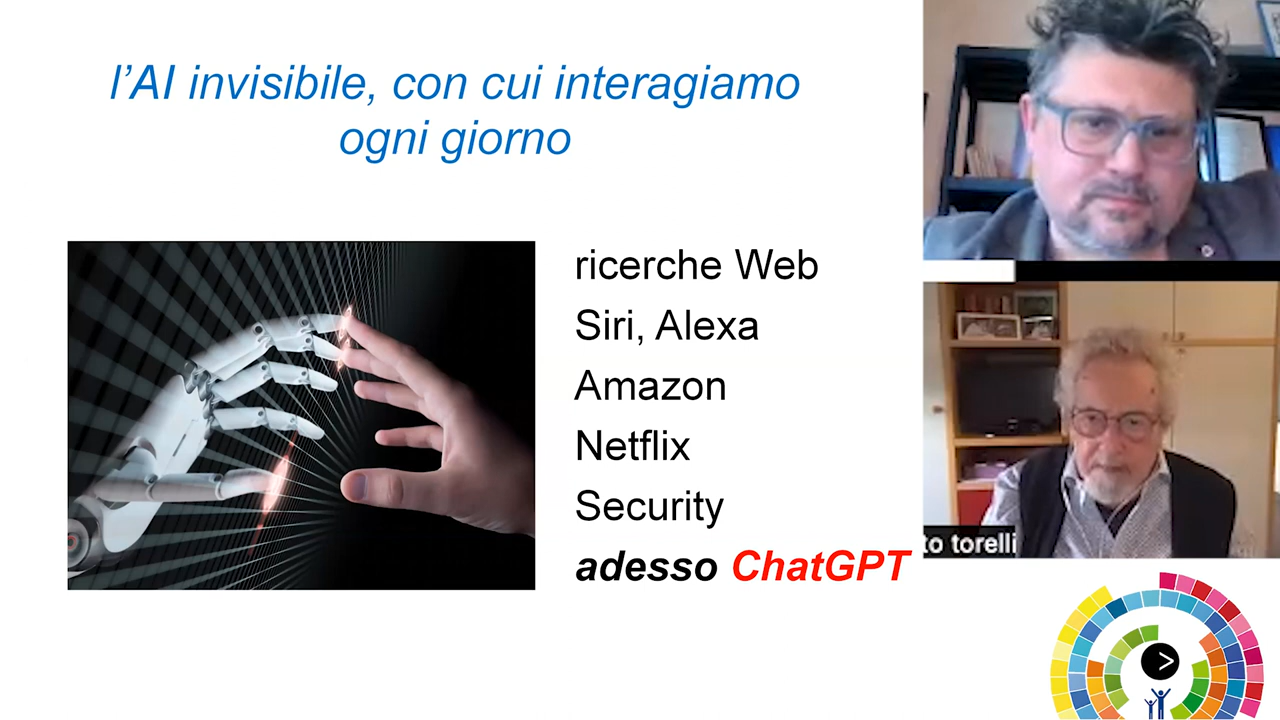 l’AI invisibile, con cui interagiamo
ogni giorno
ricerche Web
Siri, Alexa
Amazon
Netflix
Security
adesso ChatGPT
to torelli